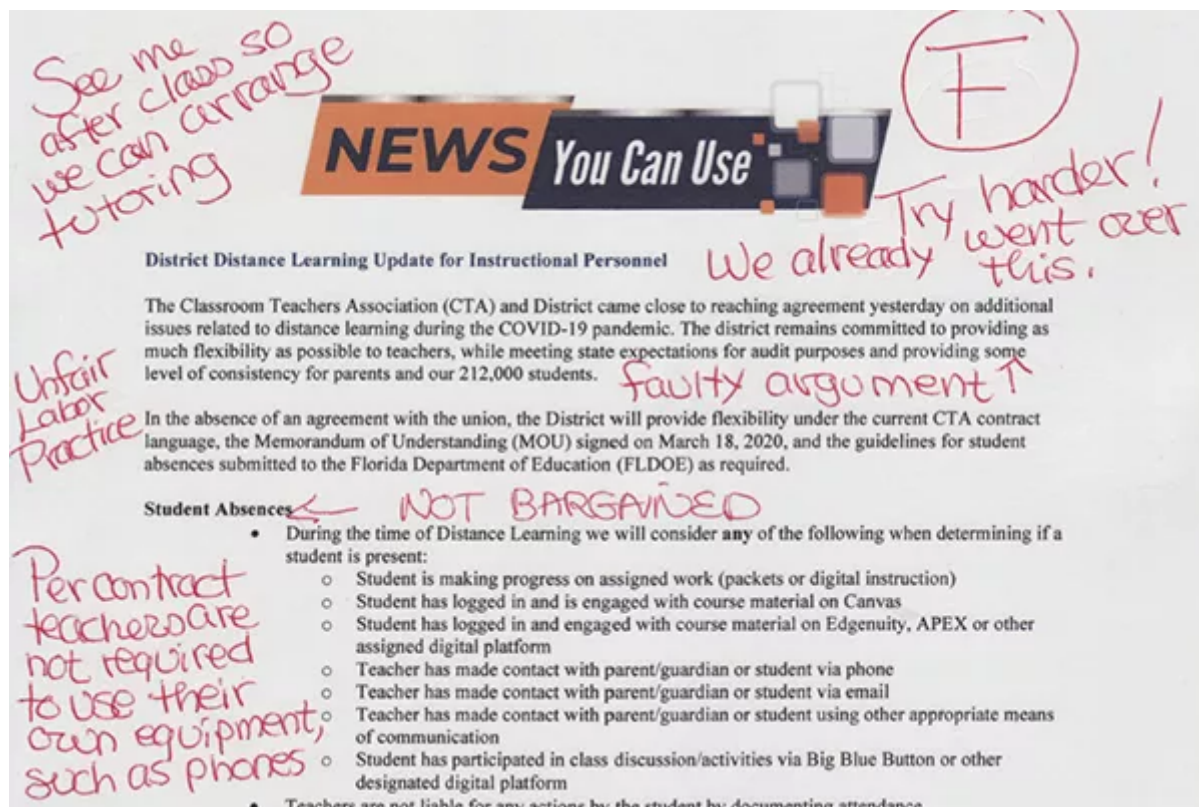 See me
after class so
we can arrange
tutoring
F
NEWS You Can Use
Try harder!
We already went over
this.
District Distance Learning Update for Instructional Personnel
The Classroom Teachers Association (CTA) and District came close to reaching agreement yesterday on additional
issues related to distance learning during the COVID-19 pandemic. The district remains committed to providing as
much flexibility as possible to teachers, while meeting state expectations for audit purposes and providing some
level of consistency for parents and our 212,000 students.
faulty argument ↑
Unfair
Labor
Practice
In the absence of an agreement with the union, the District will provide flexibility under the current CTA contract
language, the Memorandum of Understanding (MOU) signed on March 18, 2020, and the guidelines for student
absences submitted to the Florida Department of Education (FLDOE) as required.
Student Absences
← NOT BARGAINED
• During the time of Distance Learning we will consider any of the following when determining if a
student is present:
o Student is making progress on assigned work (packets or digital instruction)
o Student has logged in and is engaged with course material on Canvas
o Student has logged in and engaged with course material on Edgenuity, APEX or other
assigned digital platform
o Teacher has made contact with parent/guardian or student via phone
o Teacher has made contact with parent/guardian or student via email
o Teacher has made contact with parent/guardian or student using other appropriate means
of communication
o Student has participated in class discussion/activities via Big Blue Button or other
designated digital platform
Per contract
teachers are
not required
to use their
own equipment,
such as phones
• Teachers are not liable for any actions by the student by documenting attendance